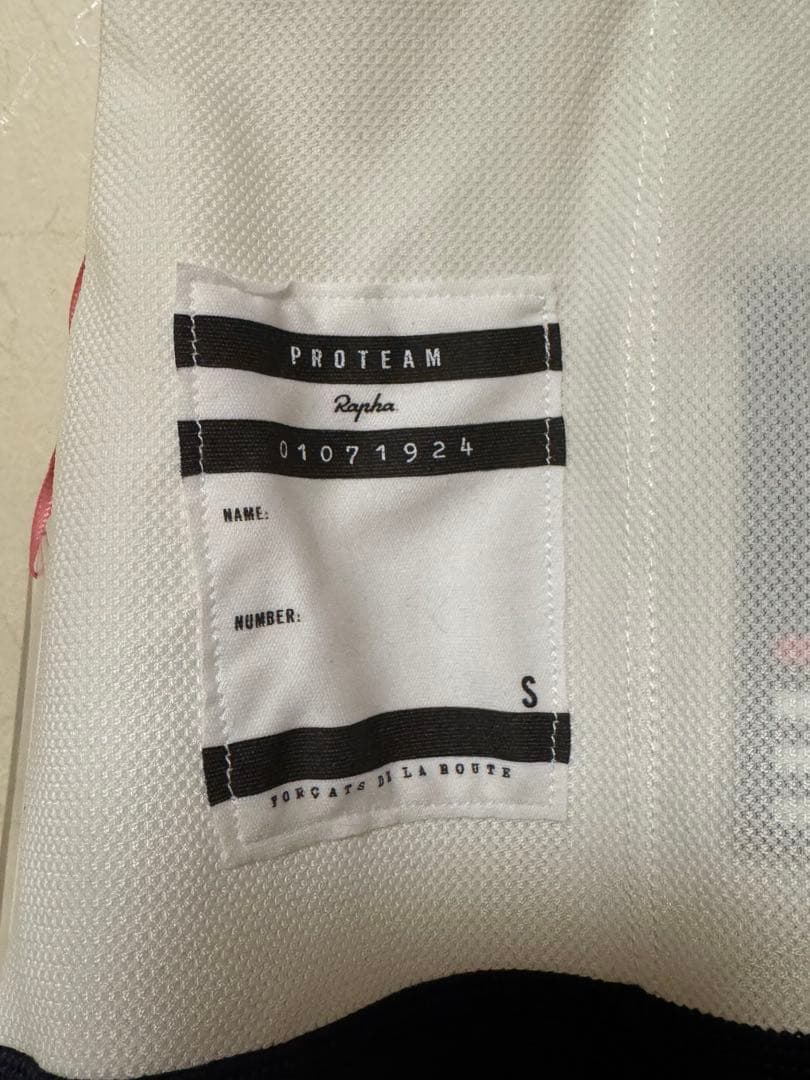 PROTEAM
Rapha
01071924
NAME:
NUMBER:
S
FORÇATS DE LA ROUTE